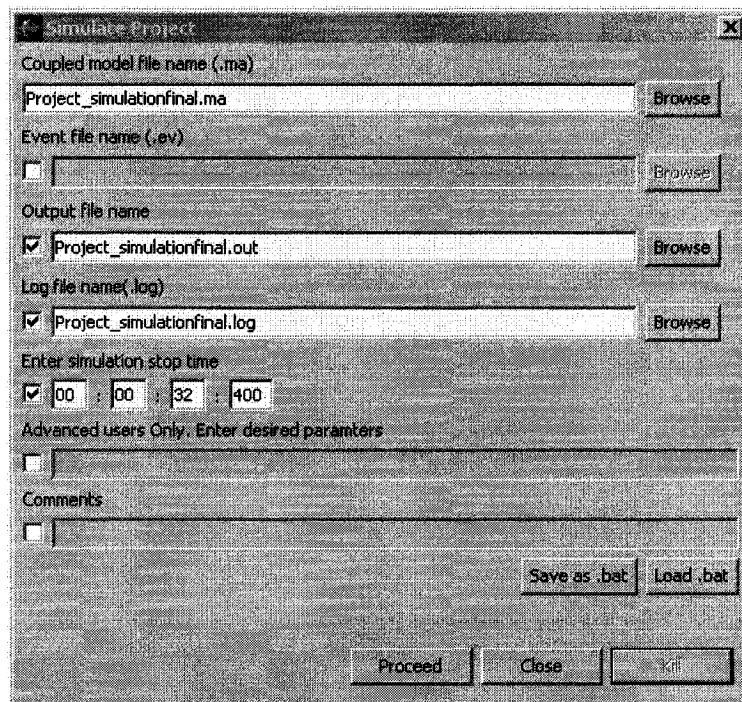 Simulate Project
Coupled model file name (.ma)
Project_simulationfinal.ma Browse
Event file name (.ev)
Browse
Output file name
Project_simulationfinal.out Browse
Log file name(.log)
Project_simulationfinal.log Browse
Enter simulation stop time
00 : 00 : 32 : 400
Advanced users Only. Enter desired paramters
Comments
Save as .bat Load .bat
Proceed Close Kill